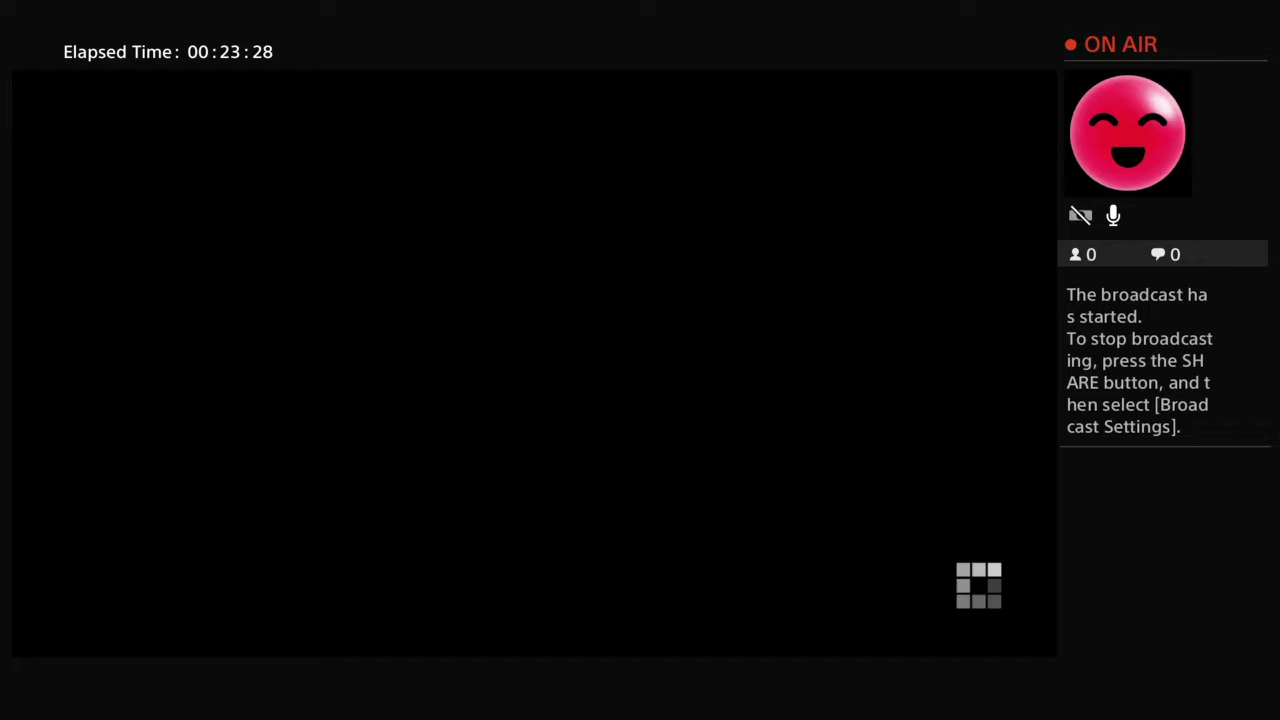 Elapsed Time: 00:23:28
ON AIR
0 0
The broadcast ha
s started.
To stop broadcast
ing, press the SH
ARE button, and t
hen select [Broad
cast Settings].